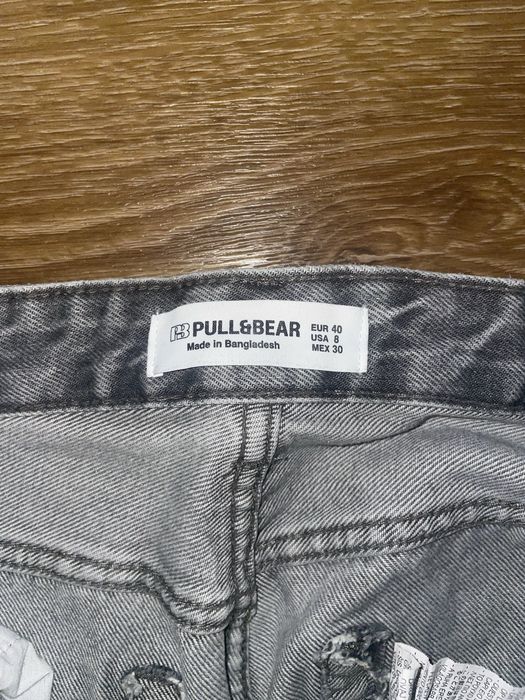 PULL&BEAR
Made in Bangladesh
EUR 40
USA 8
MEX 30